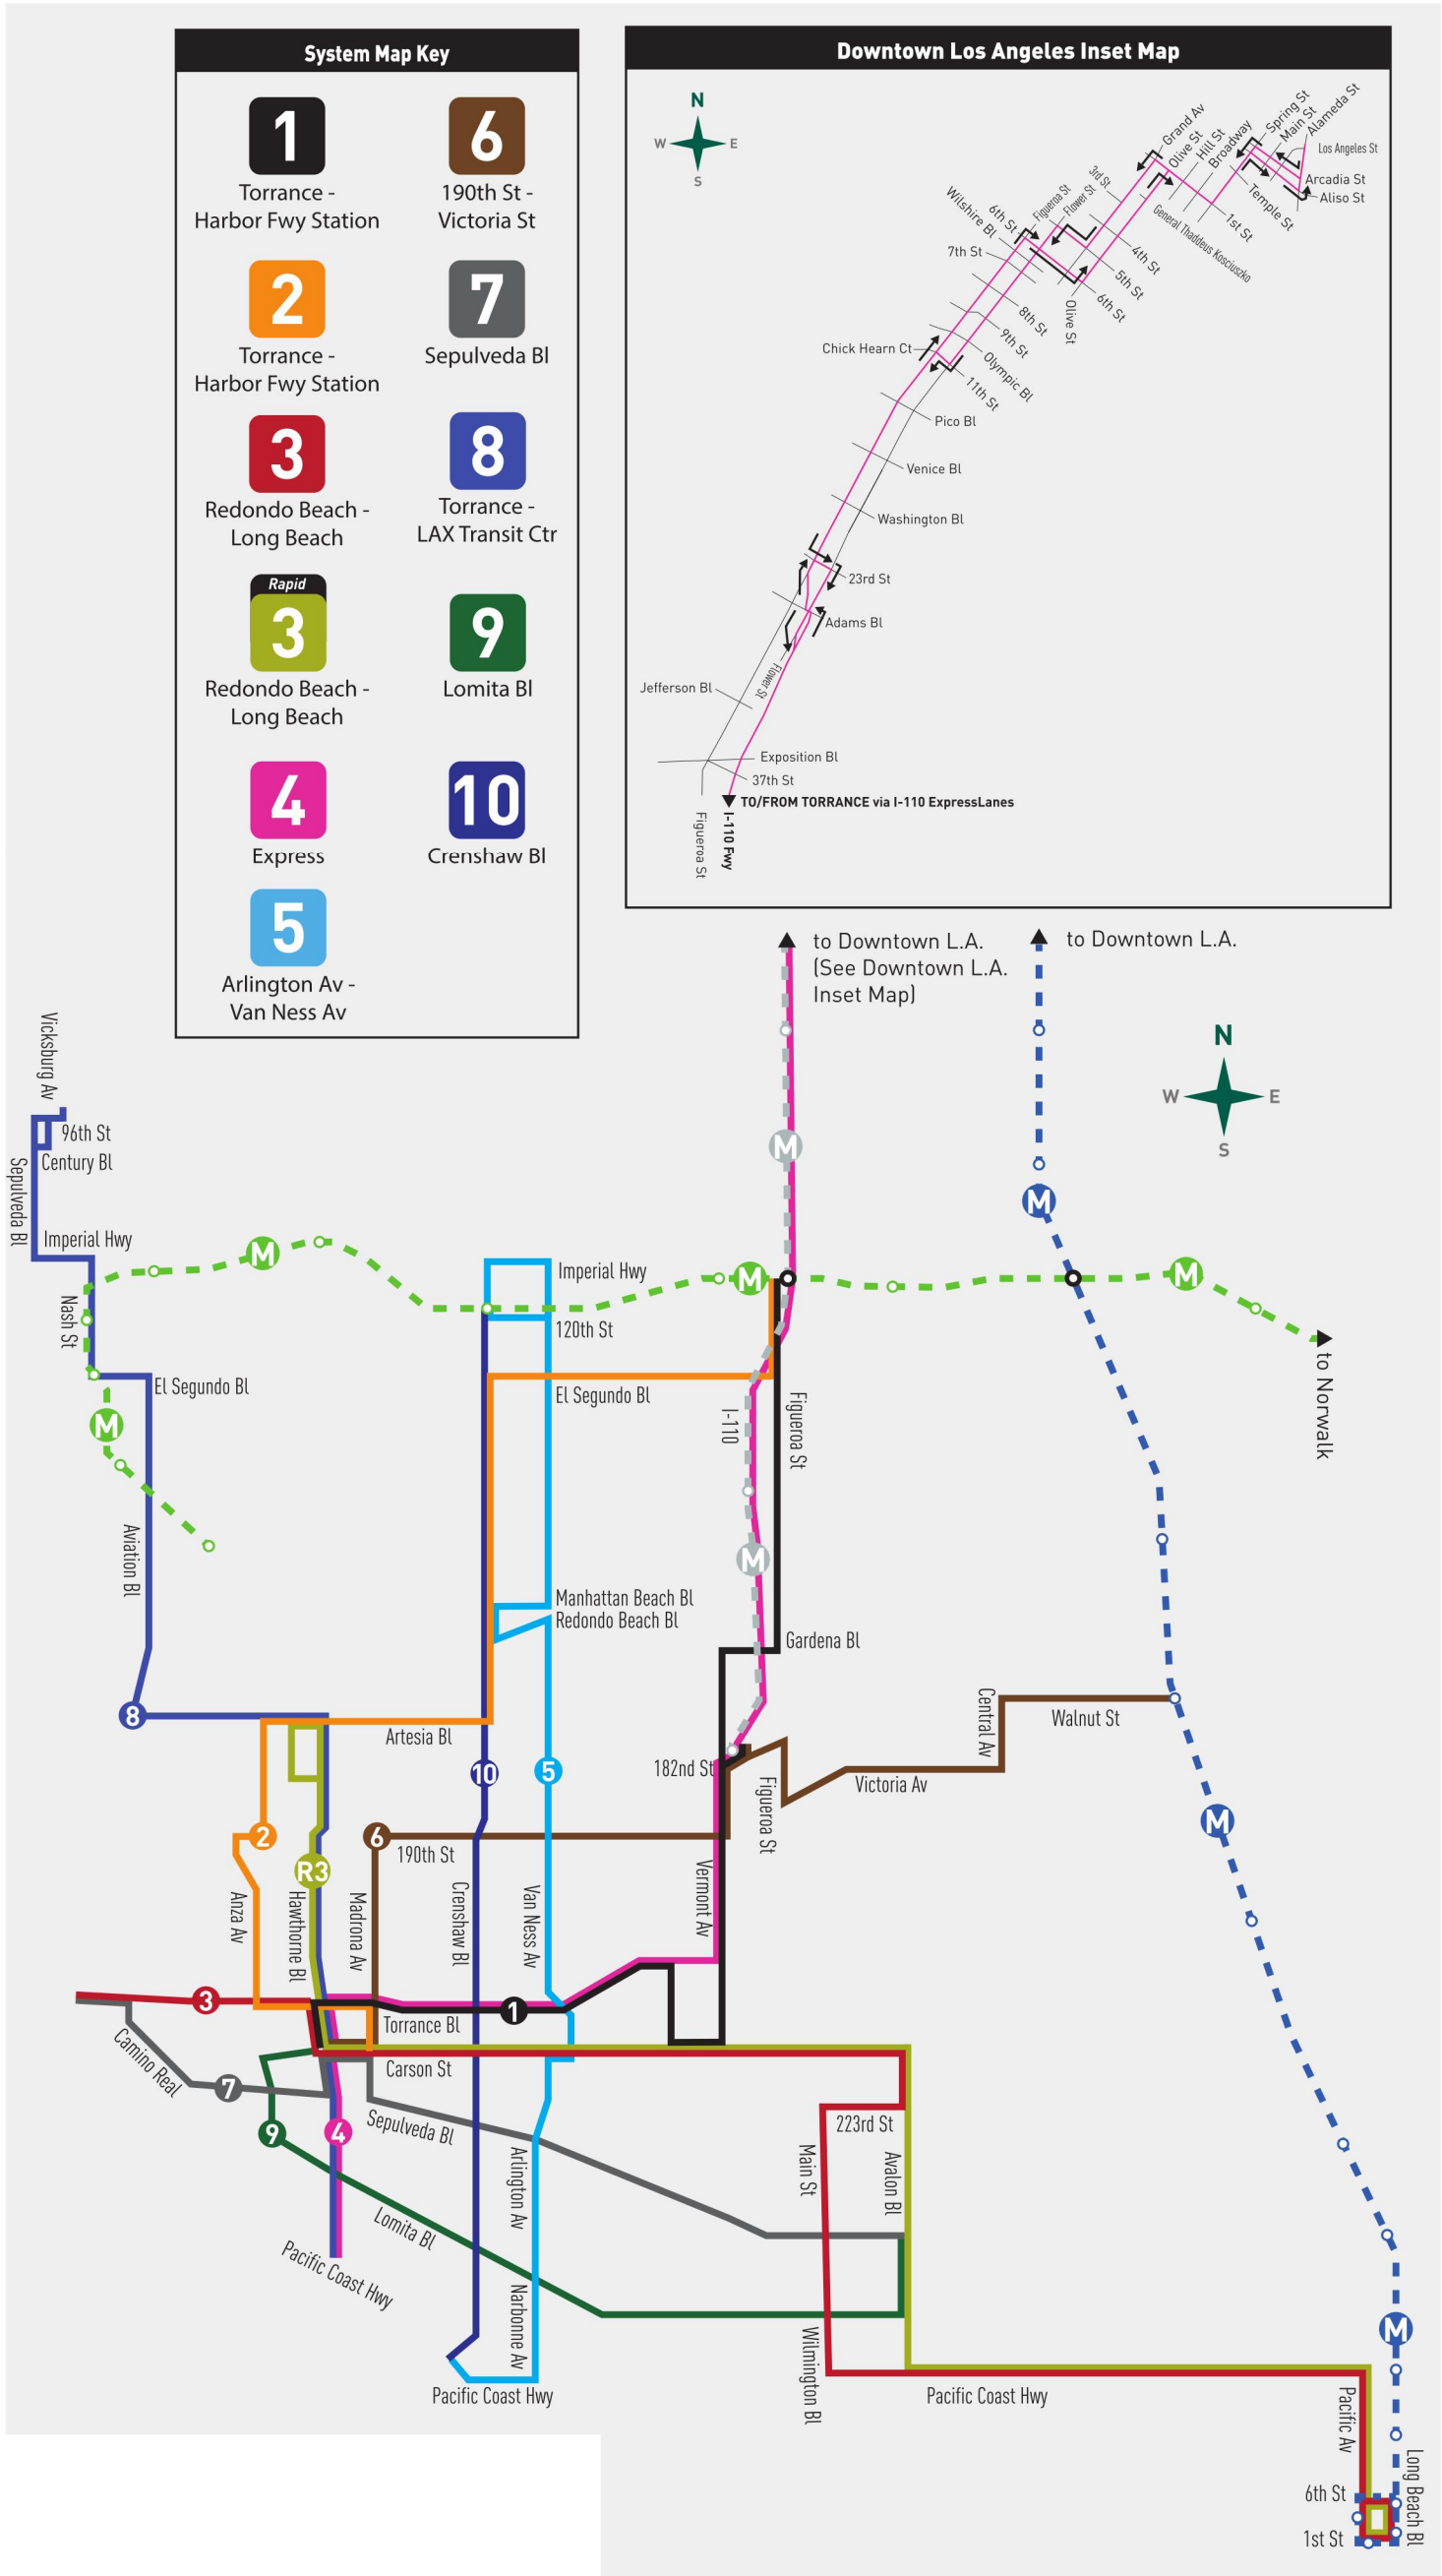 System Map Key
1
Torrance -
Harbor Fwy Station
6
190th St -
Victoria St
2
Torrance -
Harbor Fwy Station
7
Sepulveda Bl
3
Redondo Beach -
Long Beach
8
Torrance -
LAX Transit Ctr
Rapid
3
Redondo Beach -
Long Beach
9
Lomita Bl
4
Express
10
Crenshaw Bl
5
Arlington Av -
Van Ness Av
Downtown Los Angeles Inset Map
N
W
E
S
Grand Av
Olive St
Hill St
Broadway
Spring St
Main St
Alameda St
Los Angeles St
Arcadia St
Aliso St
Temple St
1st St
General Thaddeus Kosciuszko
3rd St
4th St
5th St
6th St
Figueroa St
Flower St
6th St
Wilshire Bl
7th St
Olive St
8th St
9th St
Olympic Bl
11th St
Chick Hearn Ct
Pico Bl
Venice Bl
Washington Bl
23rd St
Adams Bl
Flower St
Jefferson Bl
Exposition Bl
37th St
TO/FROM TORRANCE via I-110 ExpressLanes
Figueroa St
I-110 Fwy
to Downtown L.A.
(See Downtown L.A.
Inset Map)
to Downtown L.A.
N
W
E
S
Vicksburg Av
96th St
Century Bl
Sepulveda Bl
Imperial Hwy
Nash St
El Segundo Bl
M
M
Aviation Bl
8
Imperial Hwy
120th St
El Segundo Bl
M
M
M
M
M
to Norwalk
I-110
Figueroa St
Manhattan Beach Bl
Redondo Beach Bl
Gardena Bl
Artesia Bl
10
5
182nd St
Figueroa St
Victoria Av
Central Av
Walnut St
M
2
6
190th St
R3
Anza Av
Hawthorne Bl
Madrona Av
Crenshaw Bl
Van Ness Av
Vermont Av
3
1
Torrance Bl
Carson St
Camino Real
7
9
4
Sepulveda Bl
Arlington Av
223rd St
Main St
Avalon Bl
Lomita Bl
Pacific Coast Hwy
Narbonne Av
Pacific Coast Hwy
Wilmington Bl
Pacific Coast Hwy
M
Pacific Av
Long Beach Bl
6th St
1st St